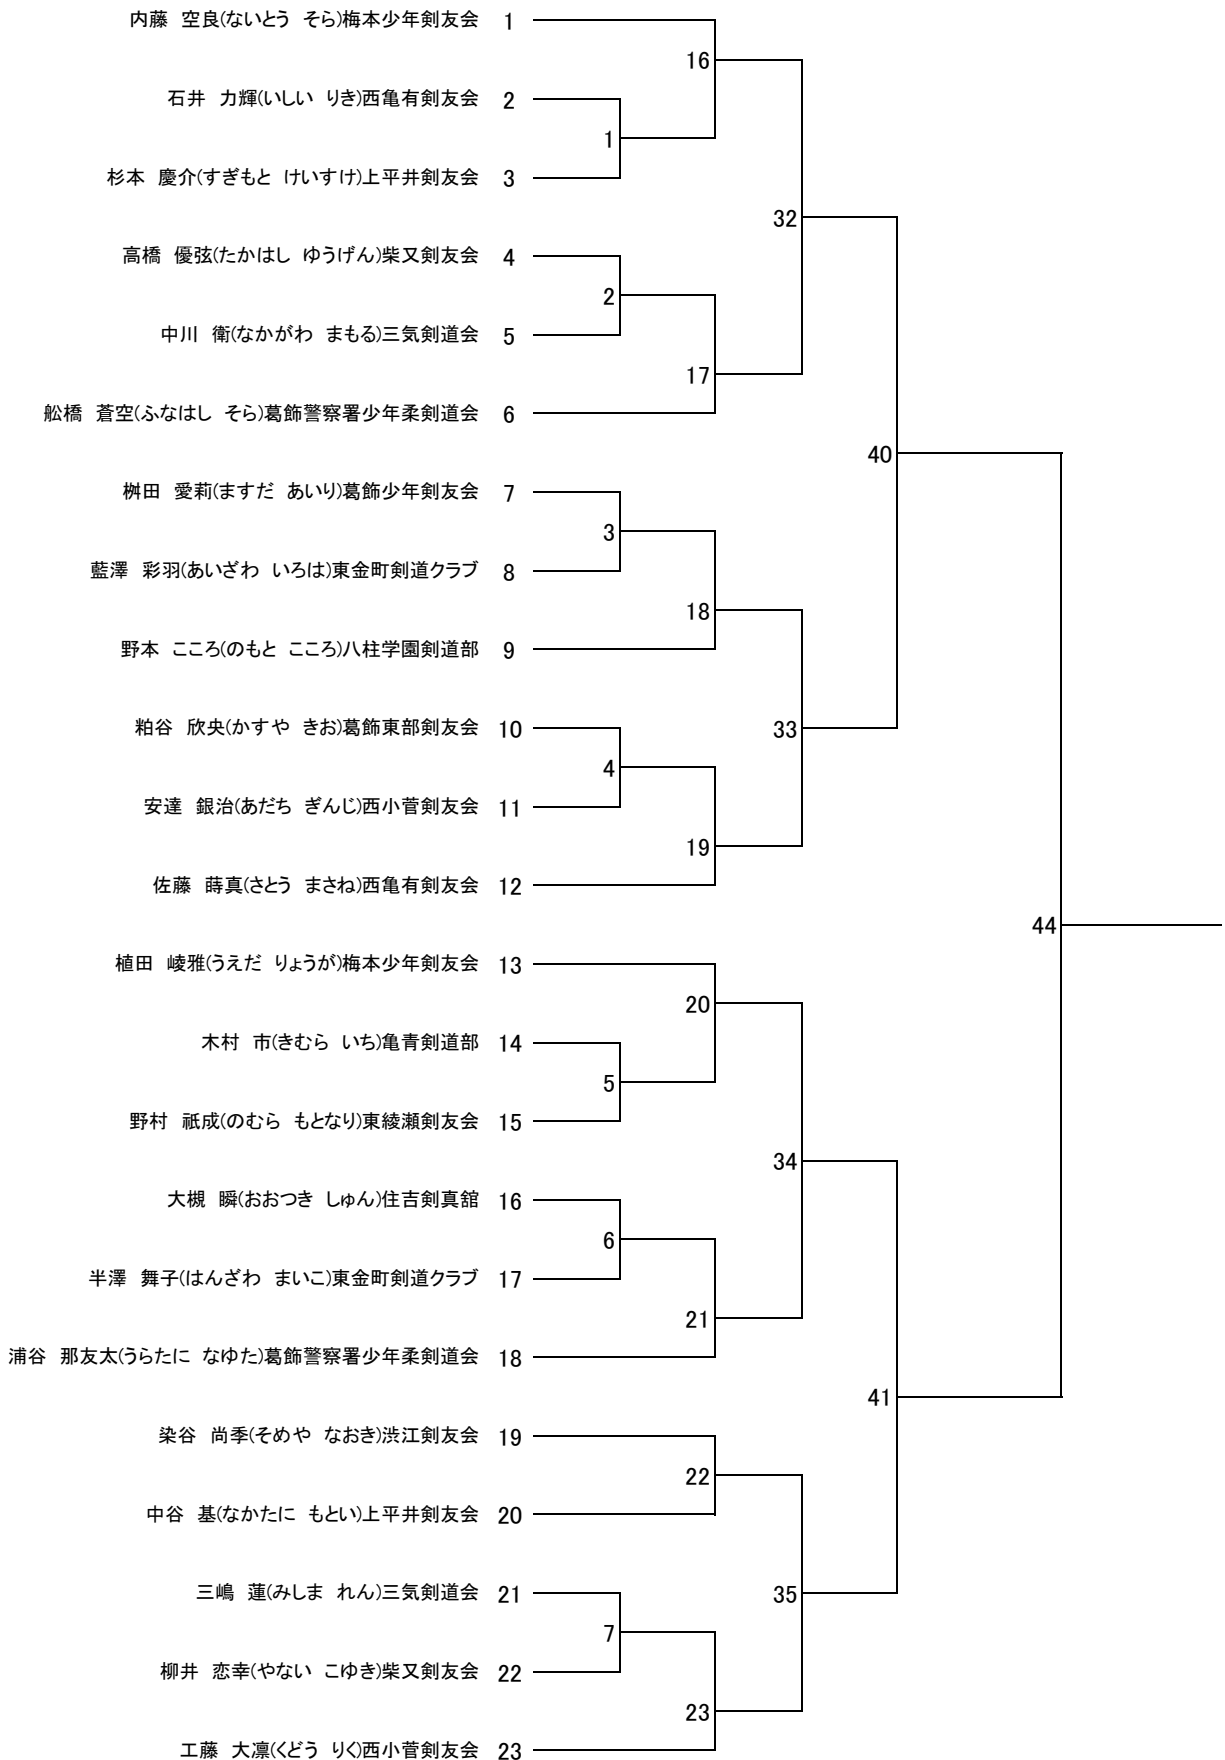 内藤　空良(ないとう　そら)梅本少年剣友会 1
16
石井　力輝(いしい　りき)西亀有剣友会 2
1
杉本　慶介(すぎもと　けいすけ)上平井剣友会 3
32
高橋　優弦(たかはし　ゆうげん)柴又剣友会 4
2
中川　衛(なかがわ　まもる)三気剣道会 5
17
舩橋　蒼空(ふなはし　そら)葛飾警察署少年柔剣道会 6
40
桝田　愛莉(ますだ　あいり)葛飾少年剣友会 7
3
藍澤　彩羽(あいざわ　いろは)東金町剣道クラブ 8
18
野本　こころ(のもと　こころ)八柱学園剣道部 9
33
粕谷　欣央(かすや　きお)葛飾東部剣友会 10
4
安達　銀治(あだち　ぎんじ)西小菅剣友会 11
19
佐藤　蒔真(さとう　まさね)西亀有剣友会 12
44
植田　崚雅(うえだ　りょうが)梅本少年剣友会 13
20
木村　市(きむら　いち)亀青剣道部 14
5
野村　祇成(のむら　もとなり)東綾瀬剣友会 15
34
大槻　瞬(おおつき　しゅん)住吉剣真舘 16
6
半澤　舞子(はんざわ　まいこ)東金町剣道クラブ 17
21
浦谷　那友太(うらたに　なゆた)葛飾警察署少年柔剣道会 18
41
染谷　尚季(そめや　なおき)渋江剣友会 19
22
中谷　基(なかたに　もとい)上平井剣友会 20
三嶋　蓮(みしま　れん)三気剣道会 21
35
7
柳井　恋幸(やない　こゆき)柴又剣友会 22
23
工藤　大凛(くどう　りく)西小菅剣友会 23